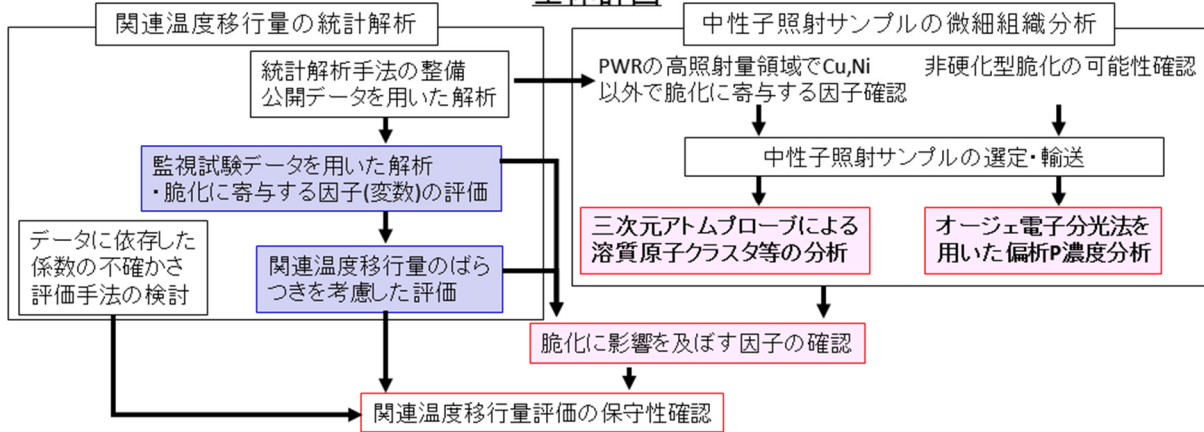 全体計画
関連温度移行量の統計解析
統計解析手法の整備
公開データを用いた解析
監視試験データを用いた解析
・脆化に寄与する因子(変数)の評価
データに依存した
係数の不確かさ
評価手法の検討
関連温度移行量のばら
つきを考慮した評価
中性子照射サンプルの微細組織分析
PWRの高照射量領域でCu,Ni
以外で脆化に寄与する因子確認
非硬化型脆化の可能性確認
中性子照射サンプルの選定・輸送
三次元アトムプローブによる
溶質原子クラスタ等の分析
オージェ電子分光法を
用いた偏析P濃度分析
脆化に影響を及ぼす因子の確認
関連温度移行量評価の保守性確認